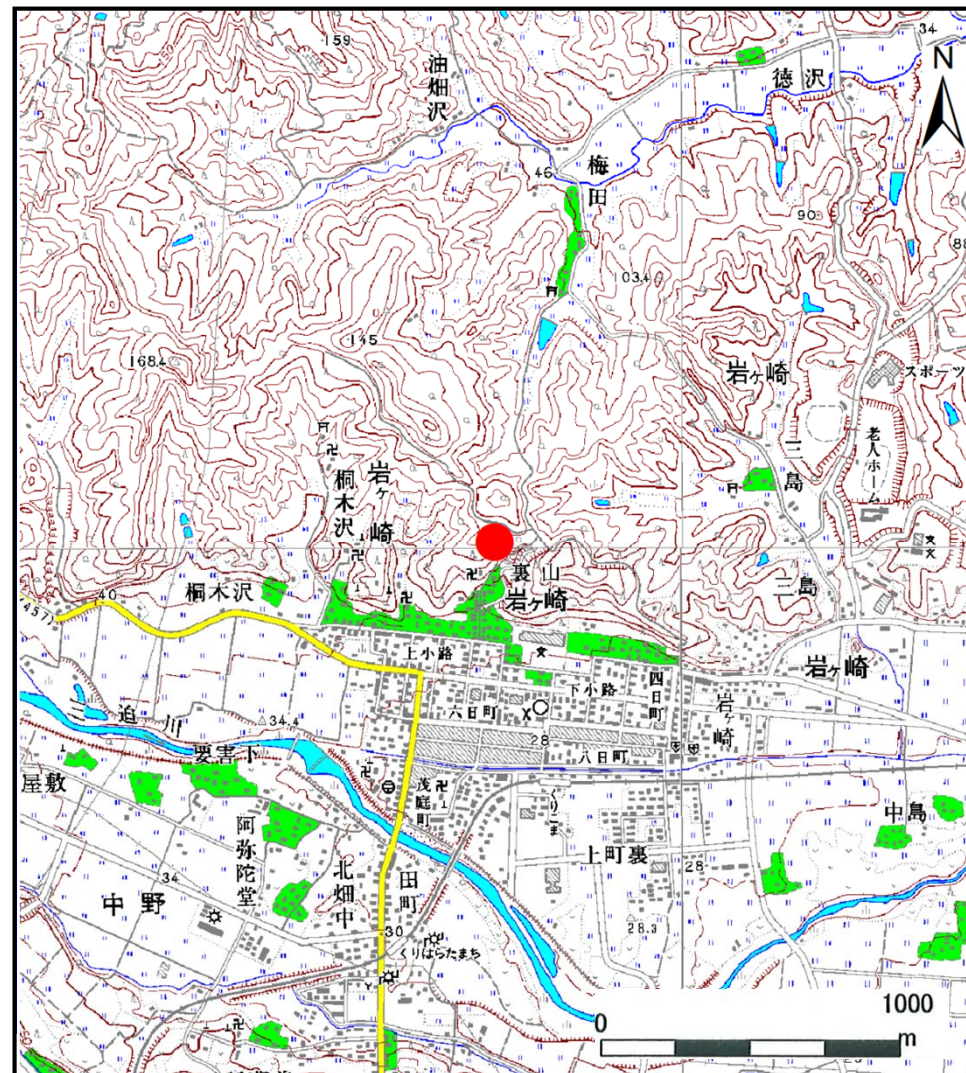 159
34
油畑沢
徳沢
N
梅田
46
90
88
103.4
145
168.4
岩ヶ崎
スポーツ
三島
老人ホーム
岩ヶ崎
桐木沢
文
文
裏山
三島
桐木沢
岩ヶ崎
40
(457)
上小路
文
岩ヶ崎
下小路
四日町
六日町
岩ヶ崎
三迫川
34.4
28
八日町
要害下
屋敷
茂庭町
くりこま
中島
阿弥陀堂
上町裏
28
34
北畑中
田町
中野
30
28.3
くりはらたまち
0
1000
m